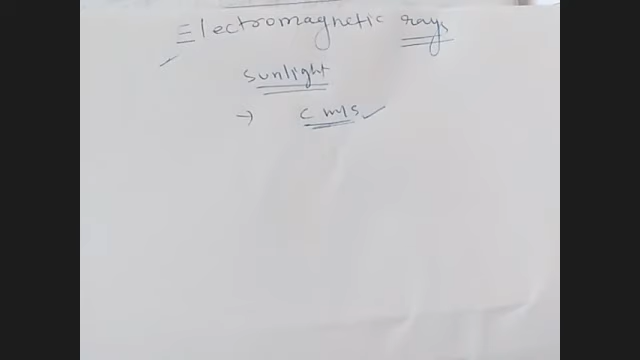 Electromagnetic rays
sunlight
→ c m/s ✓